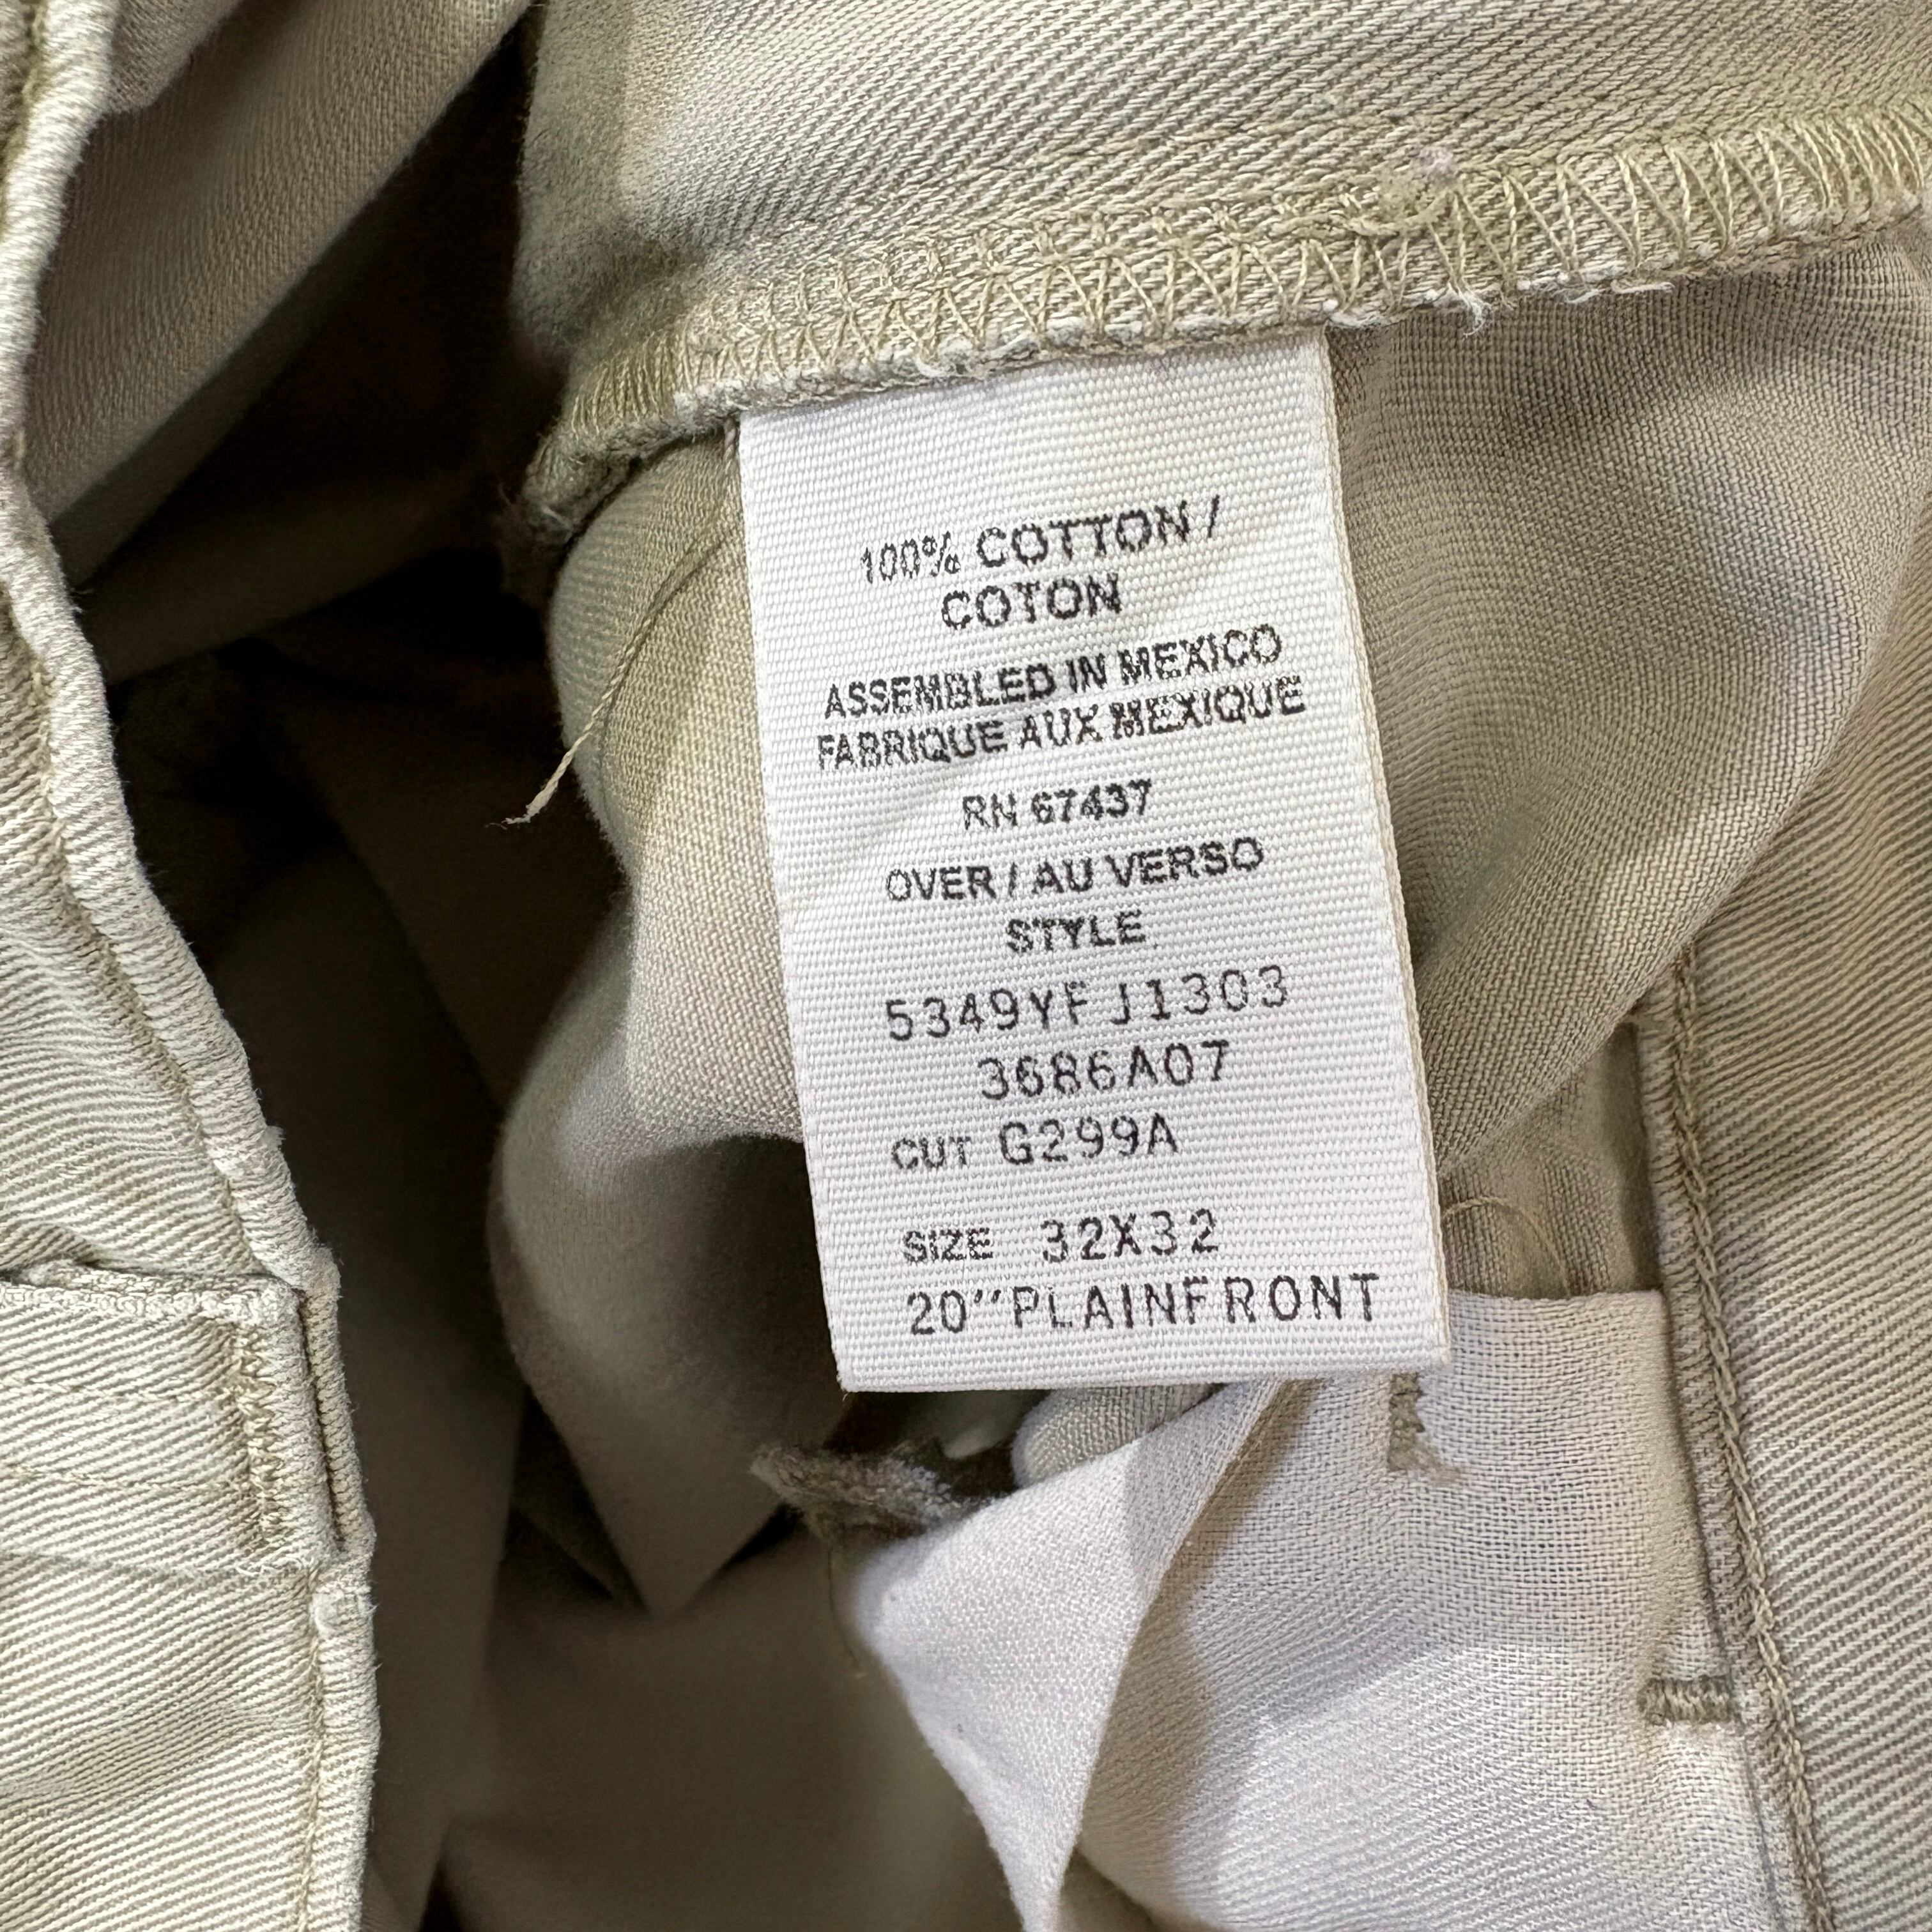 100% COTTON /
COTON
ASSEMBLED IN MEXICO
FABRIQUE AUX MEXIQUE
RN 67437
OVER / AU VERSO
STYLE
5349YFJ1303
3686A07
CUT G299A
SIZE 32X32
20"PLAINFRONT